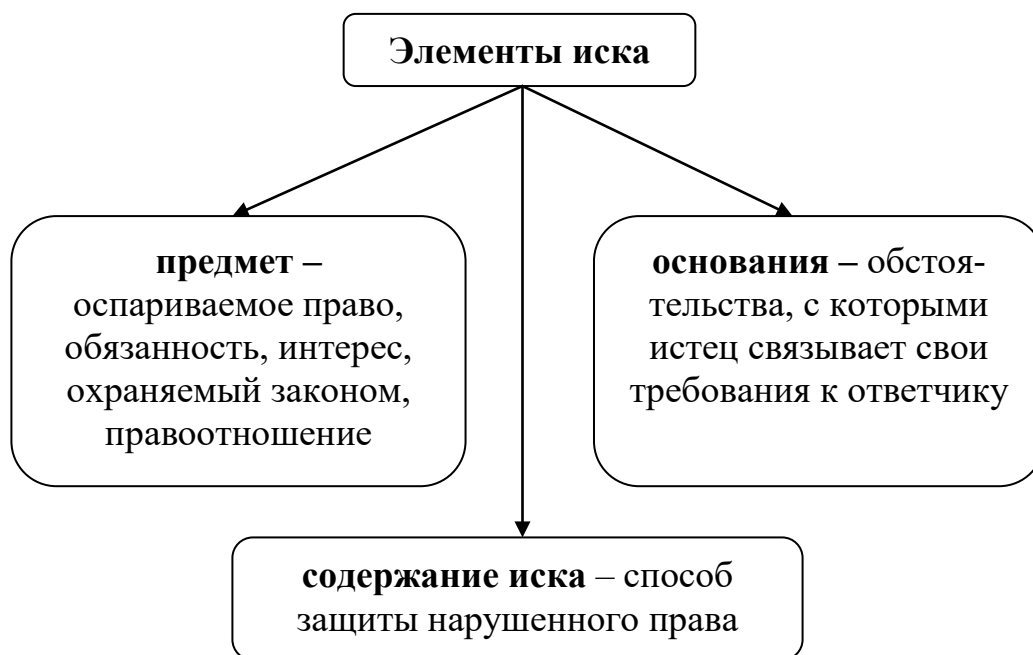 Элементы иска
предмет –
оспариваемое право,
обязанность, интерес,
охраняемый законом,
правоотношение
основания – обстоя-
тельства, с которыми
истец связывает свои
требования к ответчику
содержание иска – способ
защиты нарушенного права